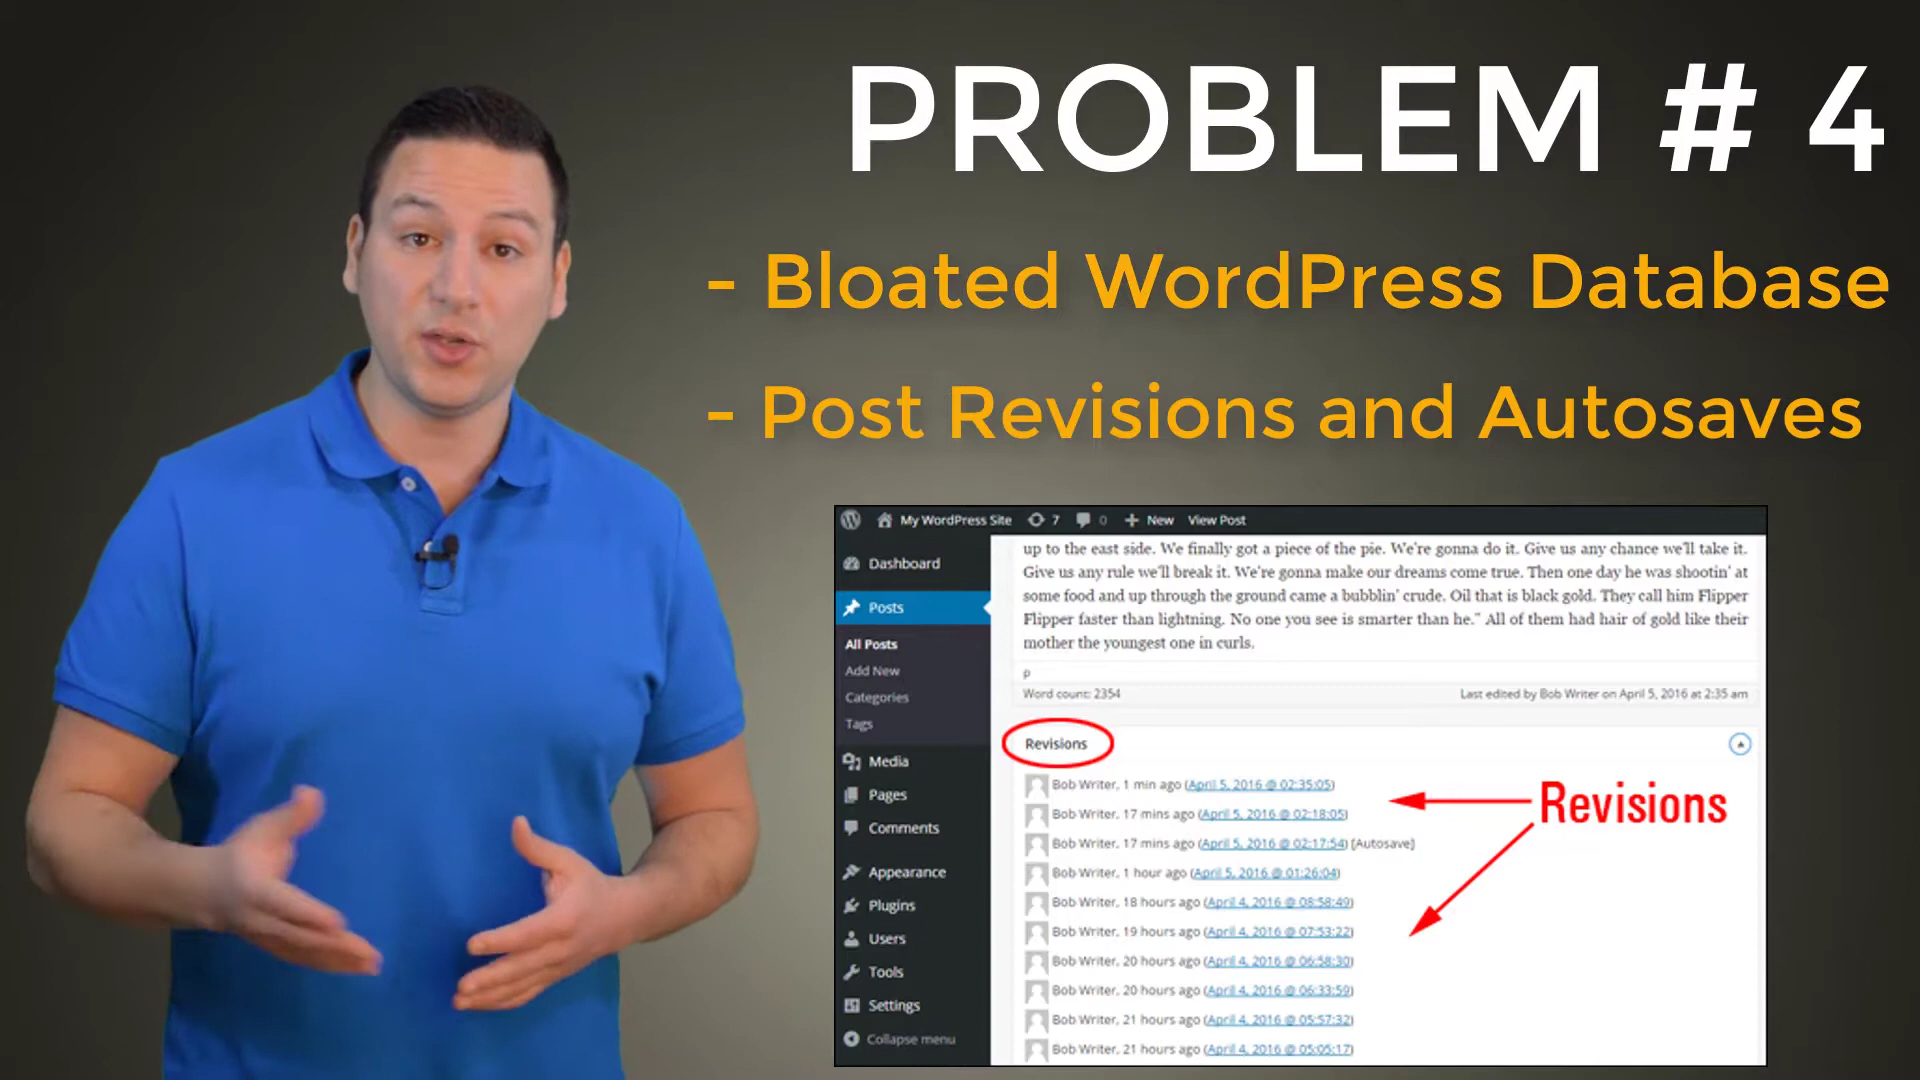 PROBLEM # 4
- Bloated WordPress Database
- Post Revisions and Autosaves
My WordPress Site 7 0 New View Post
Dashboard
Posts
All Posts
Add New
Categories
Tags
Media
Pages
Comments
Appearance
Plugins
Users
Tools
Settings
Collapse menu
up to the east side. We finally got a piece of the pie. We're gonna do it. Give us any chance we'll take it.
Give us any rule we'll break it. We're gonna make our dreams come true. Then one day he was shootin' at
some food and up through the ground came a bubblin' crude. Oil that is black gold. They call him Flipper
Flipper faster than lightning. No one you see is smarter than he." All of them had hair of gold like their
mother the youngest one in curls.
p
Word count: 2354 Last edited by Bob Writer on April 5, 2016 at 2:35 am
Revisions
Bob Writer, 1 min ago (April 5, 2016 @ 02:35:05)
Bob Writer, 17 mins ago (April 5, 2016 @ 02:18:05)
Bob Writer, 17 mins ago (April 5, 2016 @ 02:17:54) [Autosave]
Bob Writer, 1 hour ago (April 5, 2016 @ 01:26:04)
Bob Writer, 18 hours ago (April 4, 2016 @ 08:58:49)
Bob Writer, 19 hours ago (April 4, 2016 @ 07:53:22)
Bob Writer, 20 hours ago (April 4, 2016 @ 06:58:30)
Bob Writer, 20 hours ago (April 4, 2016 @ 06:33:59)
Bob Writer, 21 hours ago (April 4, 2016 @ 05:57:32)
Bob Writer, 21 hours ago (April 4, 2016 @ 05:05:17)
Revisions